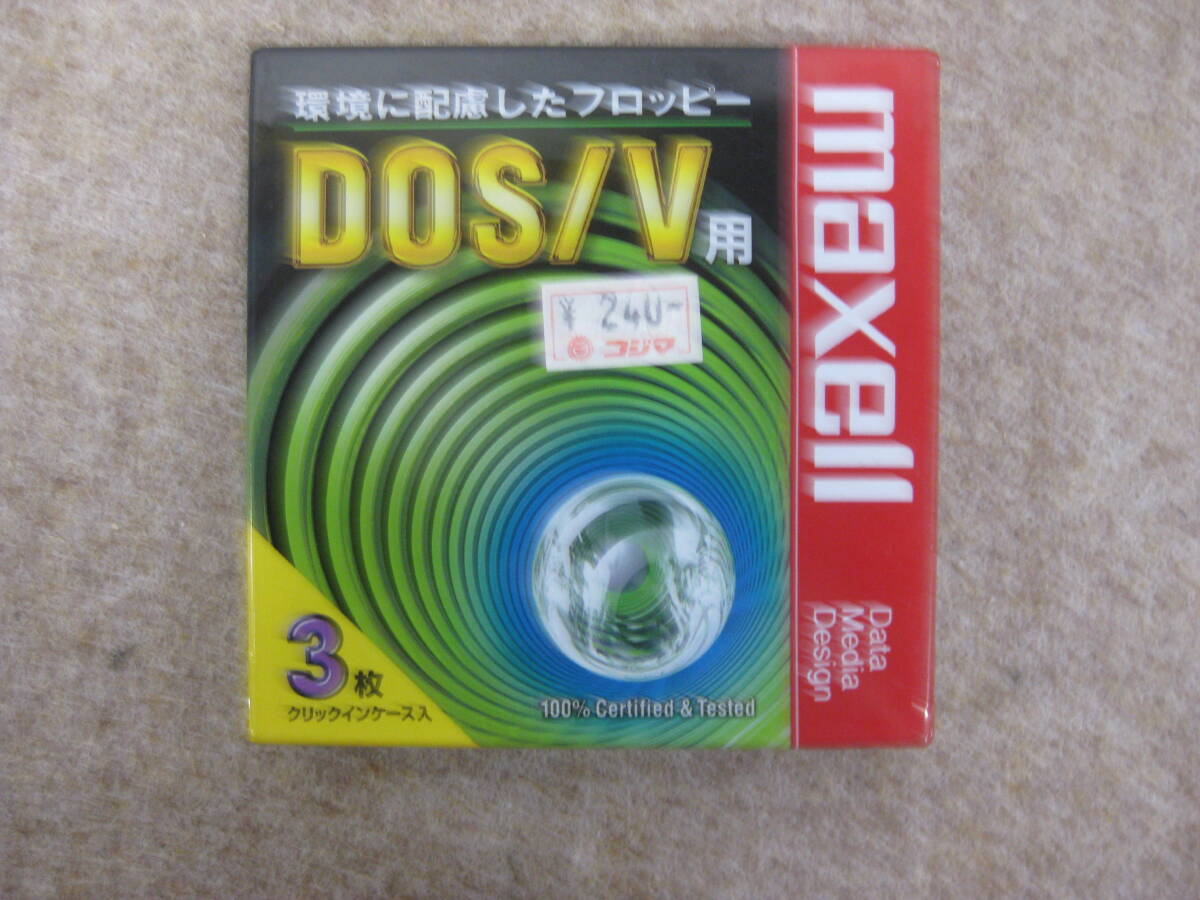 環境に配慮したフロッピー
DOS/V用
¥ 240-
コジマ
3枚
クリックインケース入
100% Certified & Tested
maxell
Data
Media
Design